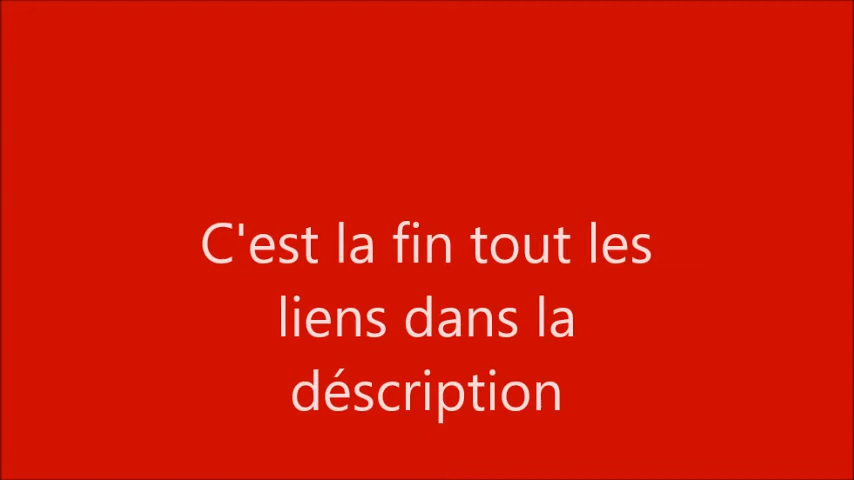 C'est la fin tout les
liens dans la
déscription